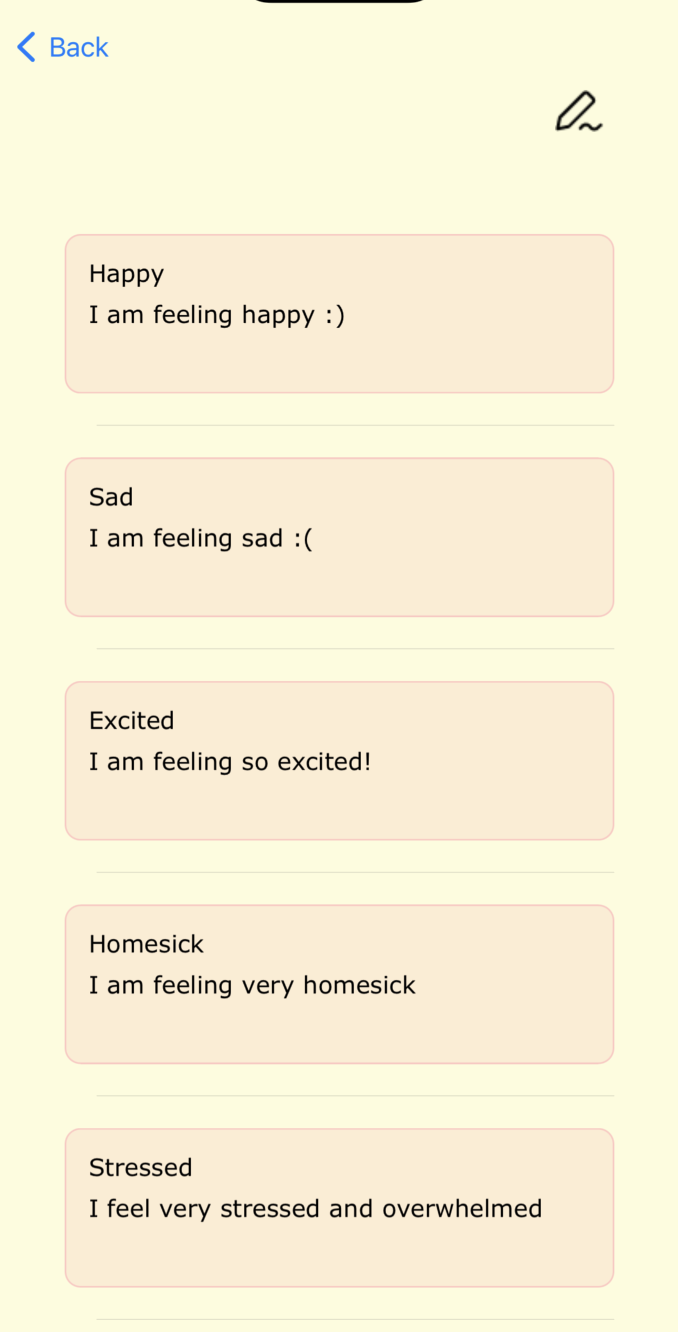 Back
Happy
I am feeling happy :)
Sad
I am feeling sad :(
Excited
I am feeling so excited!
Homesick
I am feeling very homesick
Stressed
I feel very stressed and overwhelmed